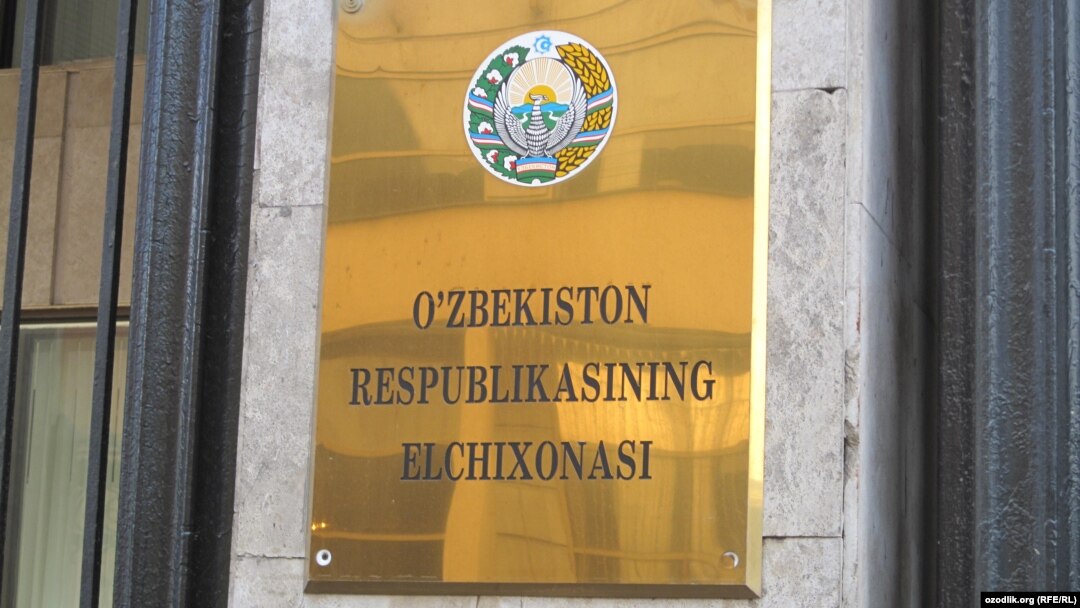 O'ZBEKISTON
RESPUBLIKASINING
ELCHIXONASI
ozodlik.org (RFE/RL)